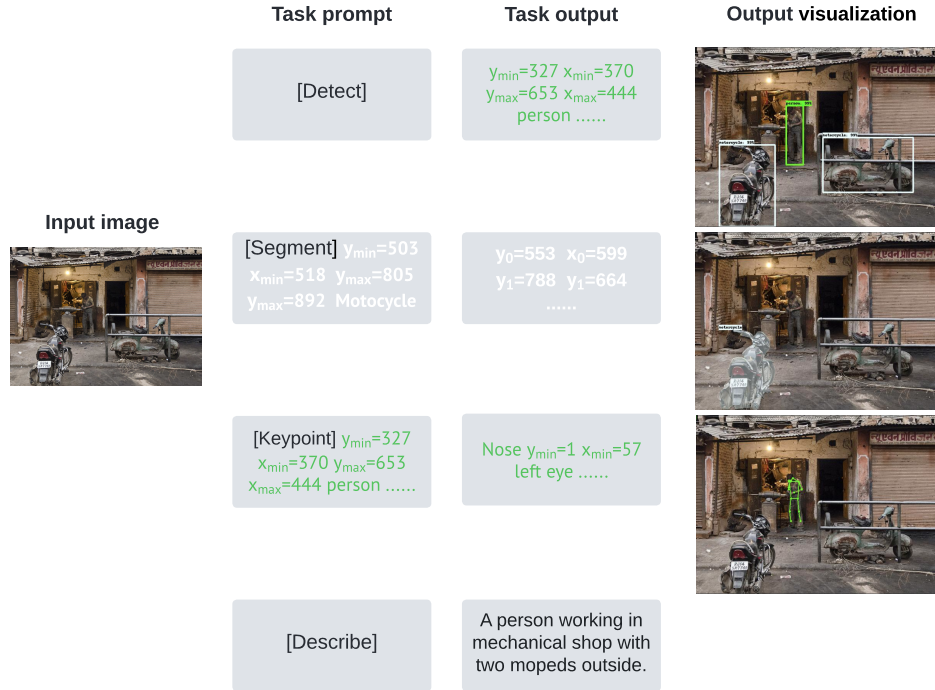 Task prompt
Task output
Output visualization
[Detect]
ymin=327 xmin=370
ymax=653 xmax=444
person ......
Input image
[Segment] ymin=503
xmin=518 ymax=805
ymax=892 Motocycle
y0=553 x0=599
y1=788 y1=664
......
[Keypoint] ymin=327
xmin=370 ymax=653
xmax=444 person ......
Nose ymin=1 xmin=57
left eye ......
[Describe]
A person working in
mechanical shop with
two mopeds outside.